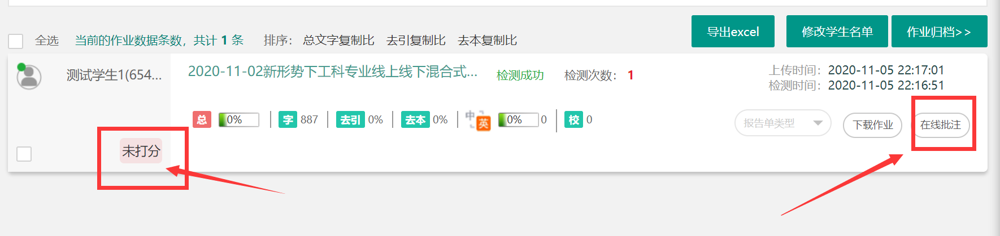 导出excel 修改学生名单 作业归档>>
全选 当前的作业数据条数，共计 1 条 排序： 总文字复制比 去引复制比 去本复制比
测试学生1(654... 2020-11-02新形势下工科专业线上线下混合式... 检测成功 检测次数： 1
上传时间：2020-11-05 22:17:01
检测时间：2020-11-05 22:16:51
总 0% 字 887 去引 0% 去本 0% 中英 0% 0 校 0
报告单类型 下载作业 在线批注
未打分